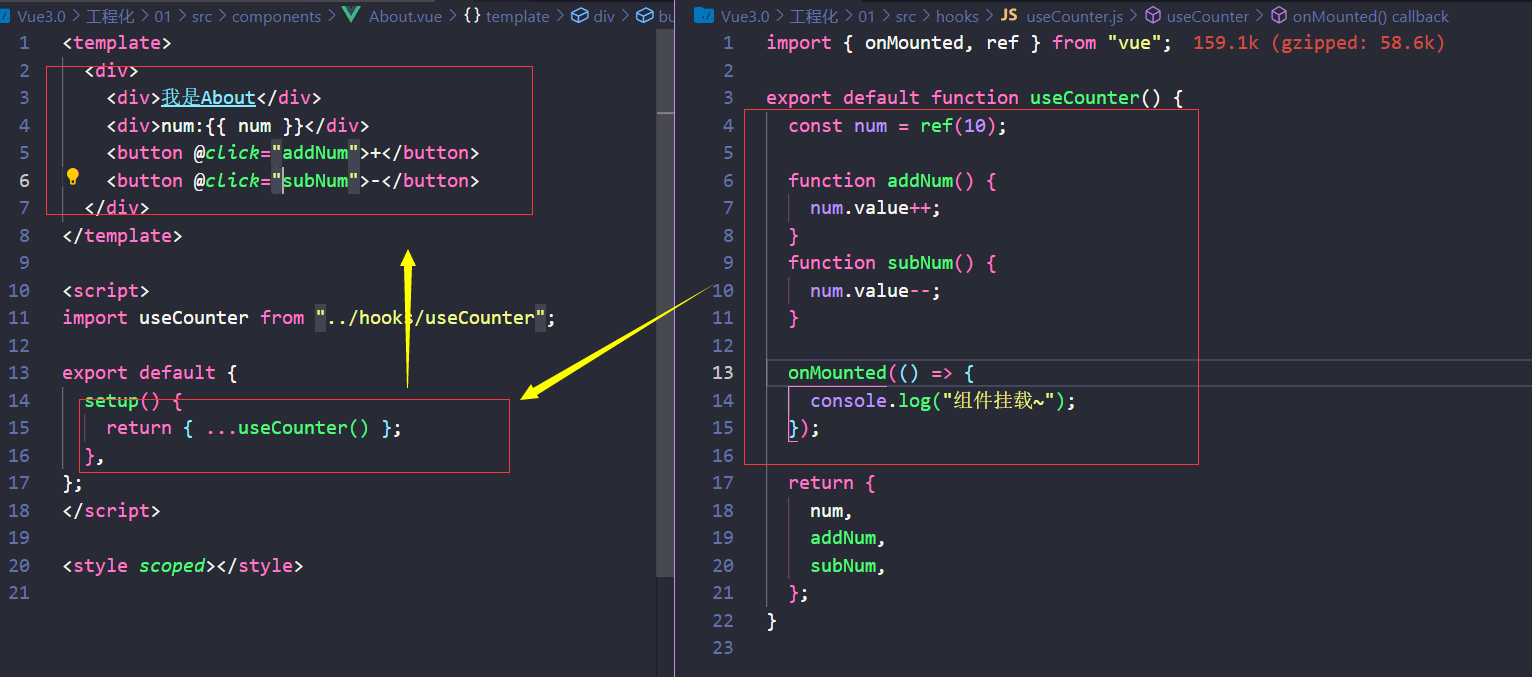 Vue3.0 > 工程化 > 01 > src > components > About.vue > {} template > div > bu
1 <template>
2 <div>
3 <div>我是About</div>
4 <div>num:{{ num }}</div>
5 <button @click="addNum">+</button>
6 <button @click="subNum">-</button>
7 </div>
8 </template>
9
10 <script>
11 import useCounter from "../hooks/useCounter";
12
13 export default {
14 setup() {
15 return { ...useCounter() };
16 },
17 };
18 </script>
19
20 <style scoped></style>
21
Vue3.0 > 工程化 > 01 > src > hooks > JS useCounter.js > useCounter > onMounted() callback
1 import { onMounted, ref } from "vue"; 159.1k (gzipped: 58.6k)
2
3 export default function useCounter() {
4 const num = ref(10);
5
6 function addNum() {
7 num.value++;
8 }
9 function subNum() {
10 num.value--;
11 }
12
13 onMounted(() => {
14 console.log("组件挂载~");
15 });
16
17 return {
18 num,
19 addNum,
20 subNum,
21 };
22 }
23